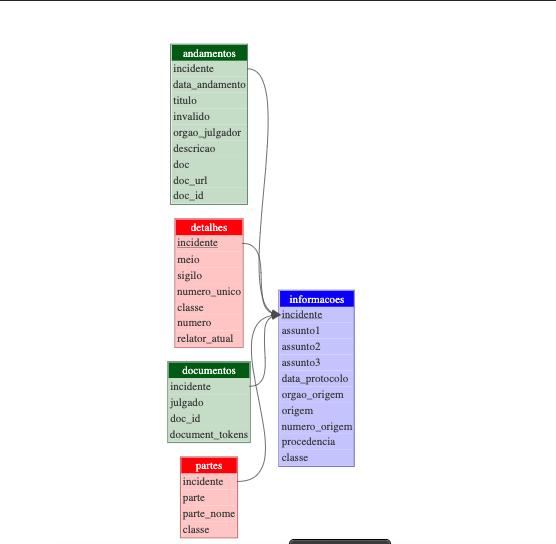 andamentos
incidente
data_andamento
titulo
invalido
orgao_julgador
descricao
doc
doc_url
doc_id
detalhes
incidente
meio
sigilo
numero_unico
classe
numero
relator_atual
informacoes
incidente
assunto1
assunto2
assunto3
data_protocolo
orgao_origem
origem
numero_origem
procedencia
classe
documentos
incidente
julgado
doc_id
document_tokens
partes
incidente
parte
parte_nome
classe